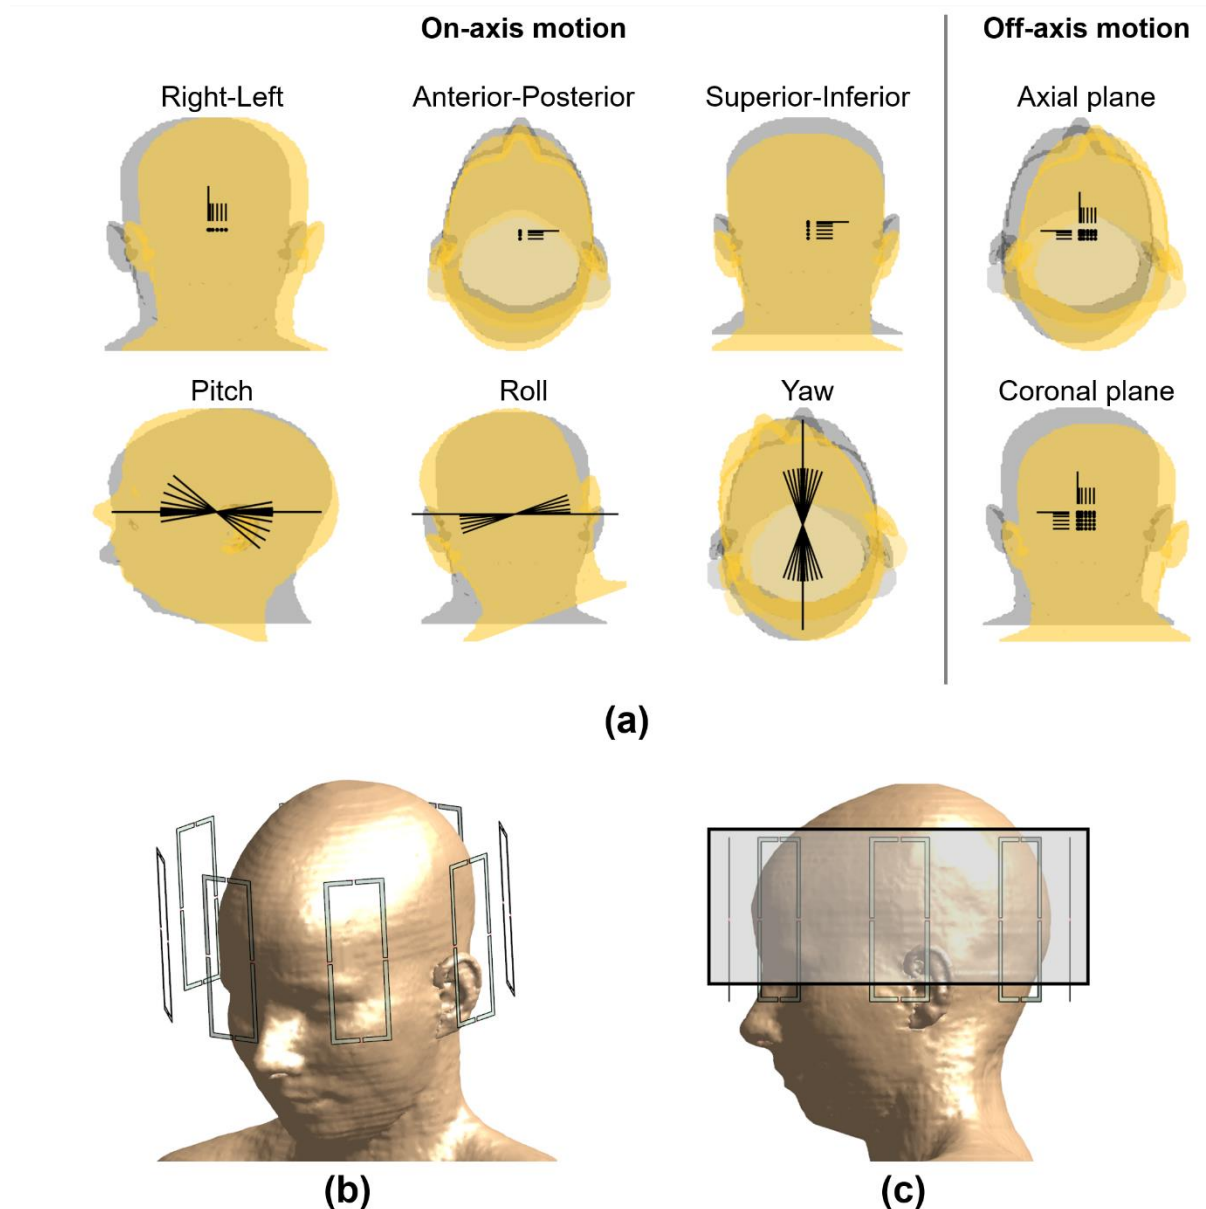 On-axis motion
Off-axis motion
Right-Left
Anterior-Posterior
Superior-Inferior
Axial plane
Pitch
Roll
Yaw
Coronal plane
(a)
(b)
(c)